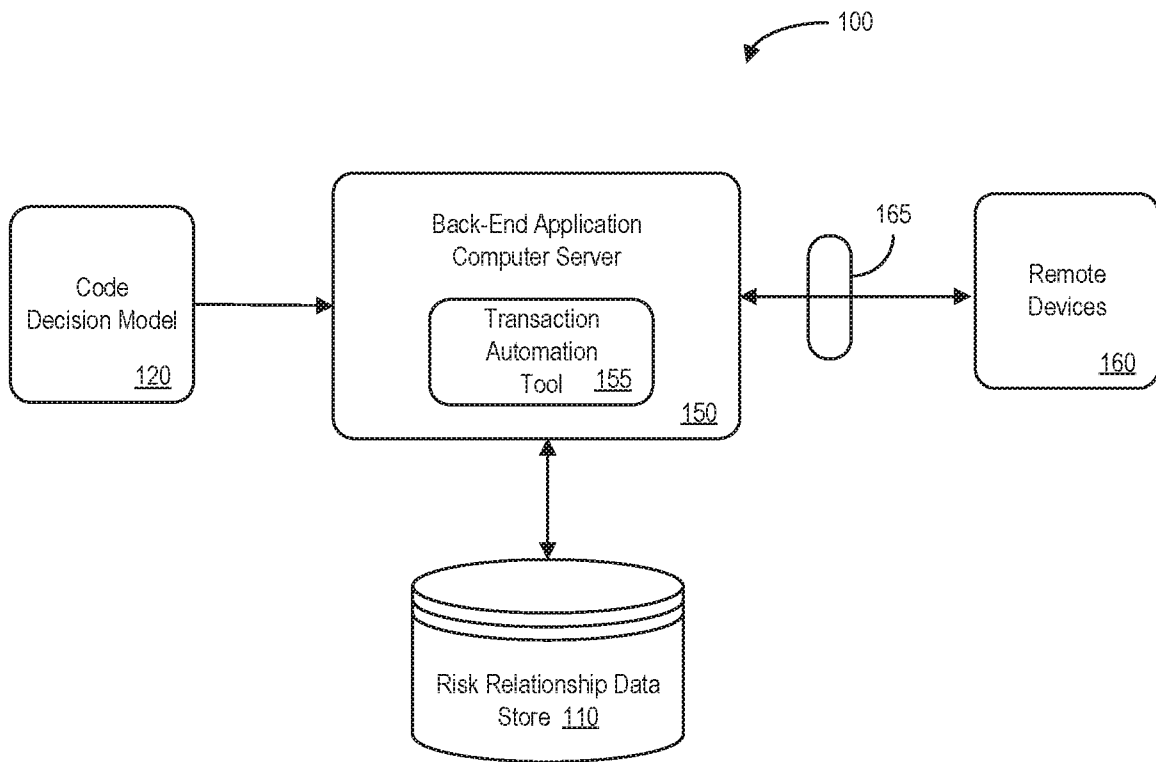 100
Code
Decision Model
120
Back-End Application
Computer Server
Transaction
Automation
Tool 155
150
165
Remote
Devices
160
Risk Relationship Data
Store 110